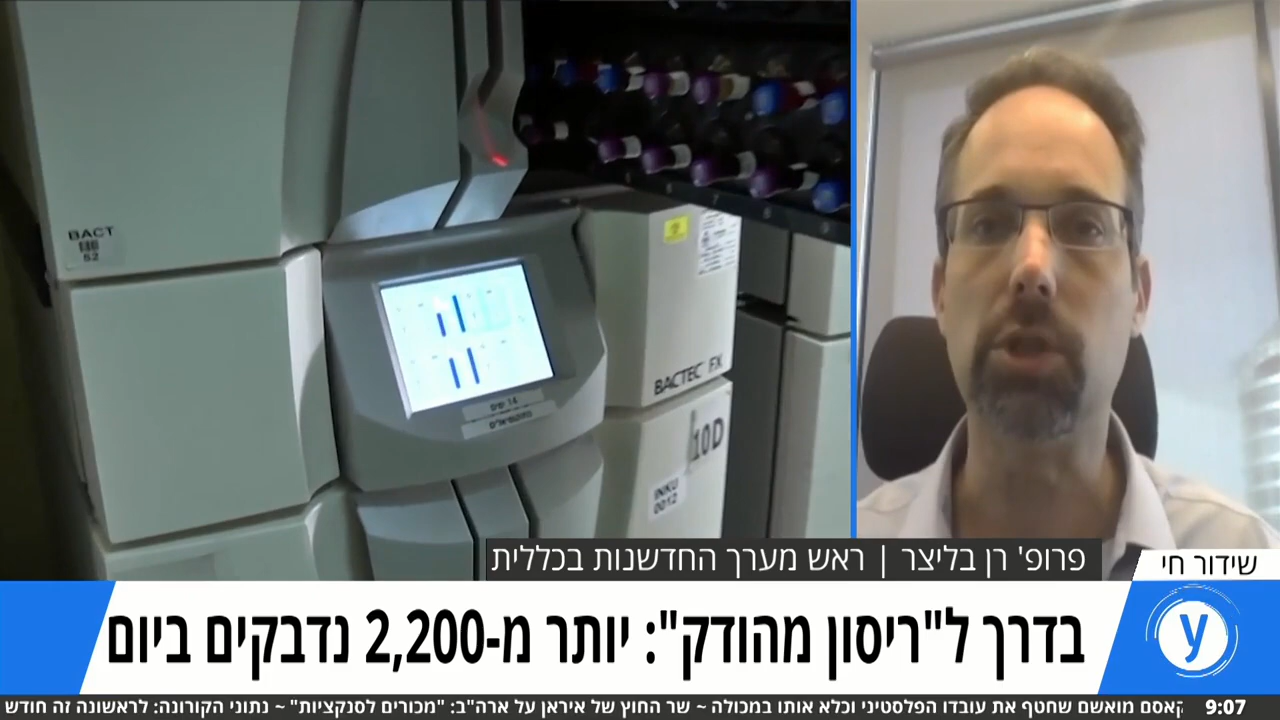 BACT
52
BACTEC FX
10D
INKU
0012
14 ימים
פרופ' רן בליצר | ראש מערך החדשנות בכללית
שידור חי
בדרך ל"ריסון מהודק": יותר מ-2,200 נדבקים ביום
y
9:07 קאסם מואשם שחטף את עובדו הפלסטיני וכלא אותו במכולה ~ שר החוץ של איראן על ארה"ב: "מכורים לסנקציות" ~ נתוני הקורונה: לראשונה זה חודש